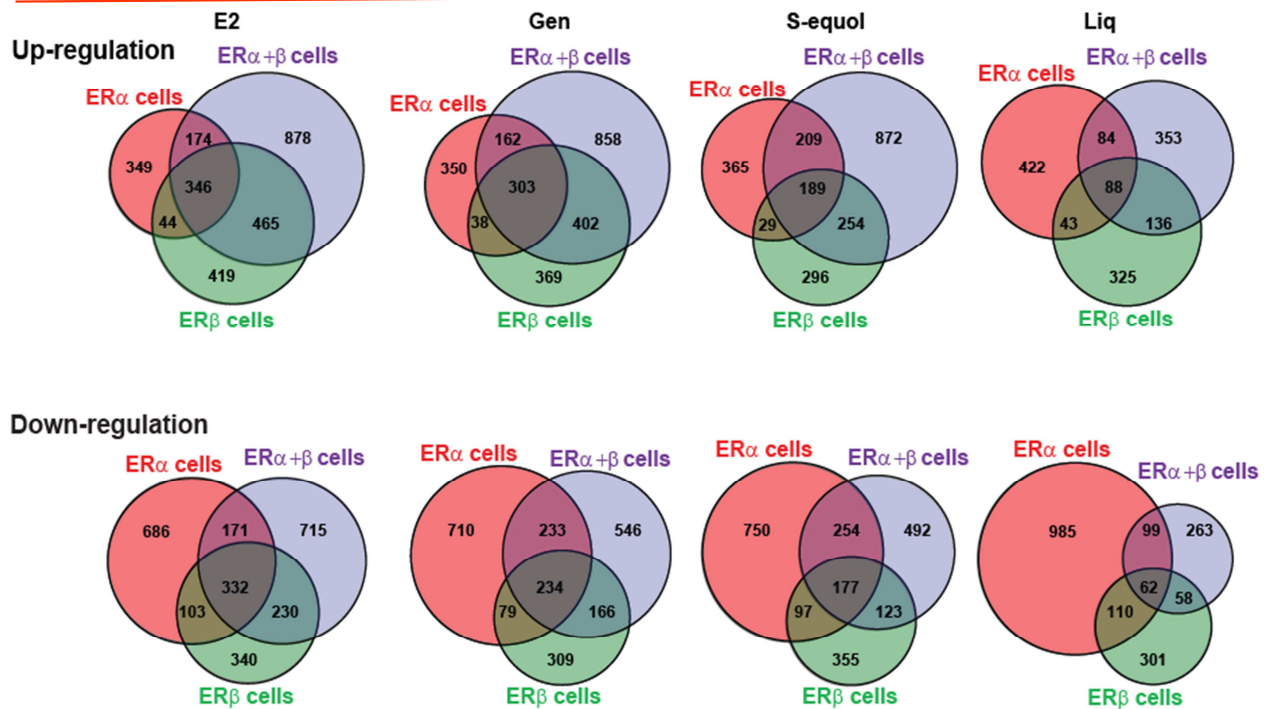 E2 Gen S-equol Liq
Up-regulation
ERα+β cells ERα+β cells ERα+β cells ERα+β cells
ERα cells ERα cells ERα cells ERα cells
349 174 878 346 44 465 419
350 162 858 303 38 402 369
365 209 872 189 29 254 296
422 84 353 88 43 136 325
ERβ cells ERβ cells ERβ cells ERβ cells
Down-regulation
ERα cells ERα+β cells ERα cells ERα+β cells ERα cells ERα+β cells ERα cells ERα+β cells
686 171 715 332 103 230 340
710 233 546 234 79 166 309
750 254 492 177 97 123 355
985 99 263 62 110 58 301
ERβ cells ERβ cells ERβ cells ERβ cells